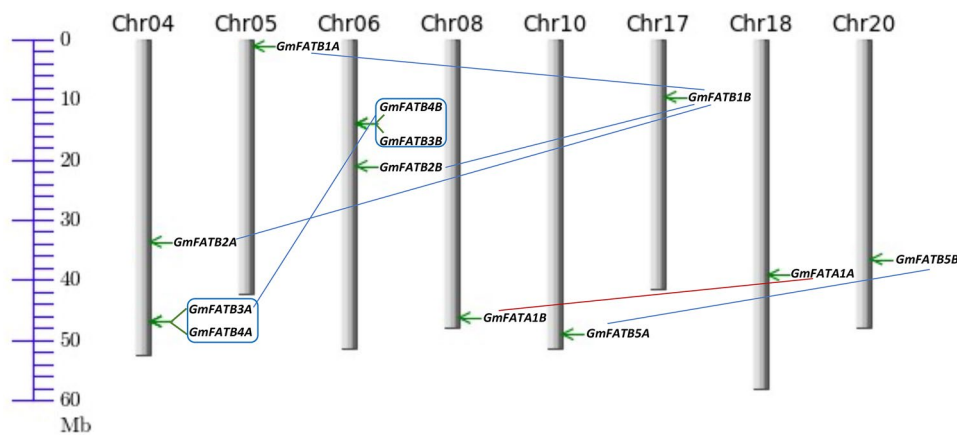 Chr04 Chr05 Chr06 Chr08 Chr10 Chr17 Chr18 Chr20
0
GmFATB1A
10
GmFATB1B
GmFATB4B
GmFATB3B
20
GmFATB2B
30
GmFATB2A
GmFATB5B
40
GmFATA1A
GmFATB3A
GmFATA1B
GmFATB4A
GmFATB5A
50
60
Mb